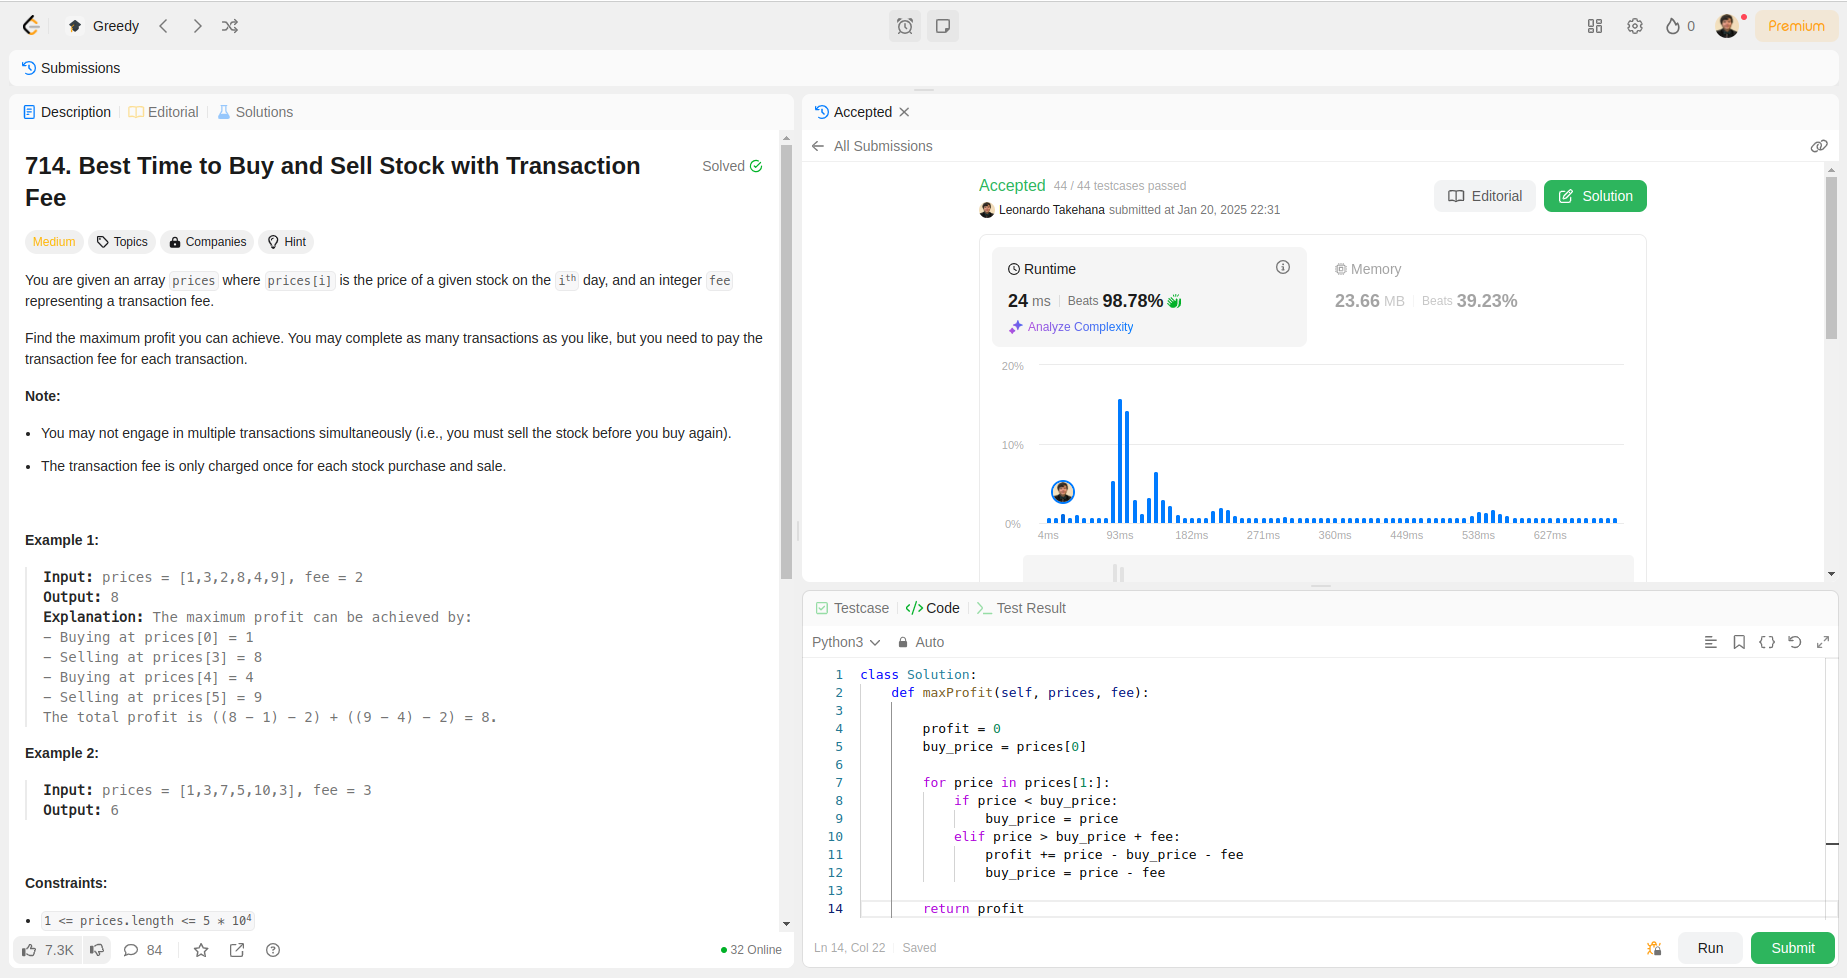 Greedy
0
Premium
Submissions
Description
Editorial
Solutions
714. Best Time to Buy and Sell Stock with Transaction
Fee
Solved
Medium
Topics
Companies
Hint
You are given an array prices where prices[i] is the price of a given stock on the ith day, and an integer fee
representing a transaction fee.
Find the maximum profit you can achieve. You may complete as many transactions as you like, but you need to pay the
transaction fee for each transaction.
Note:
• You may not engage in multiple transactions simultaneously (i.e., you must sell the stock before you buy again).
• The transaction fee is only charged once for each stock purchase and sale.
Example 1:
Input: prices = [1,3,2,8,4,9], fee = 2
Output: 8
Explanation: The maximum profit can be achieved by:
- Buying at prices[0] = 1
- Selling at prices[3] = 8
- Buying at prices[4] = 4
- Selling at prices[5] = 9
The total profit is ((8 - 1) - 2) + ((9 - 4) - 2) = 8.
Example 2:
Input: prices = [1,3,7,5,10,3], fee = 3
Output: 6
Constraints:
• 1 <= prices.length <= 5 * 10^4
7.3K
84
32 Online
Accepted
All Submissions
Accepted 44 / 44 testcases passed
Leonardo Takehana submitted at Jan 20, 2025 22:31
Editorial
Solution
Runtime
24 ms Beats 98.78%
Analyze Complexity
Memory
23.66 MB Beats 39.23%
20%
10%
0%
4ms 93ms 182ms 271ms 360ms 449ms 538ms 627ms
Testcase
Code
Test Result
Python3
Auto
1 class Solution:
2     def maxProfit(self, prices, fee):
3
4         profit = 0
5         buy_price = prices[0]
6
7         for price in prices[1:]:
8             if price < buy_price:
9                 buy_price = price
10             elif price > buy_price + fee:
11                 profit += price - buy_price - fee
12                 buy_price = price - fee
13
14         return profit
Ln 14, Col 22
Saved
Run
Submit